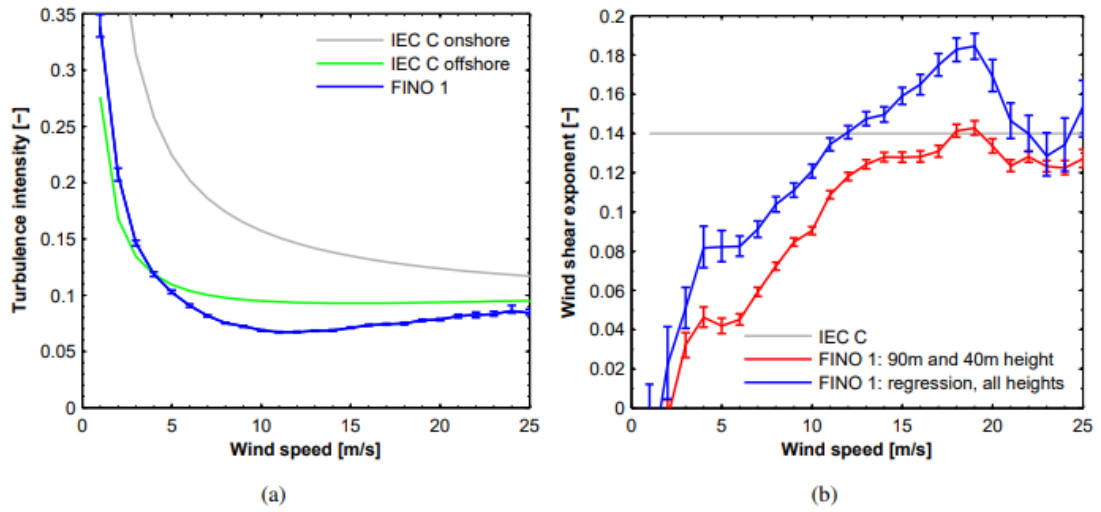 0.35
0.3
0.25
0.2
0.15
0.1
0.05
0
0
5
10
15
20
25
Turbulence intensity [–]
Wind speed [m/s]
IEC C onshore
IEC C offshore
FINO 1
(a)
0.2
0.18
0.16
0.14
0.12
0.10
0.08
0.06
0.04
0.02
0
0
5
10
15
20
25
Wind shear exponent [–]
Wind speed [m/s]
IEC C
FINO 1: 90m and 40m height
FINO 1: regression, all heights
(b)